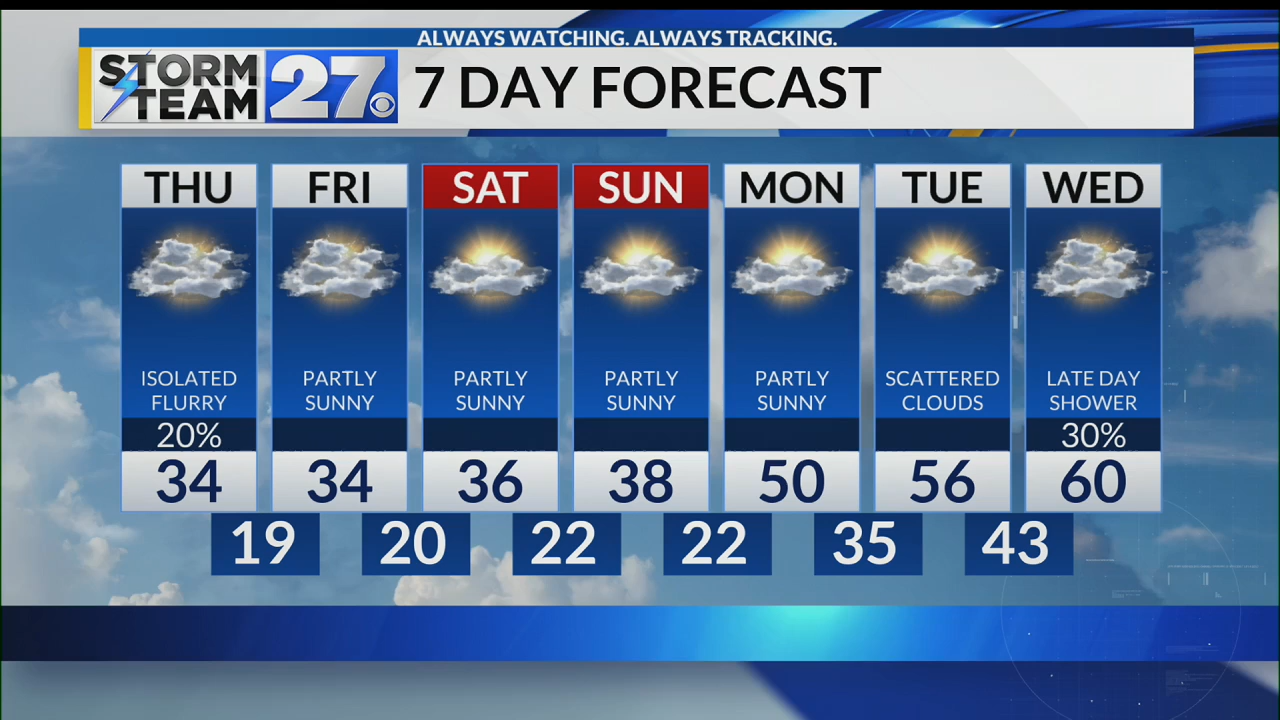 ALWAYS WATCHING. ALWAYS TRACKING.
STORM
TEAM
27
7 DAY FORECAST
THU FRI SAT SUN MON TUE WED
ISOLATED PARTLY PARTLY PARTLY PARTLY SCATTERED LATE DAY
FLURRY SUNNY SUNNY SUNNY SUNNY CLOUDS SHOWER
20% 30%
34 34 36 38 50 56 60
19 20 22 22 35 43